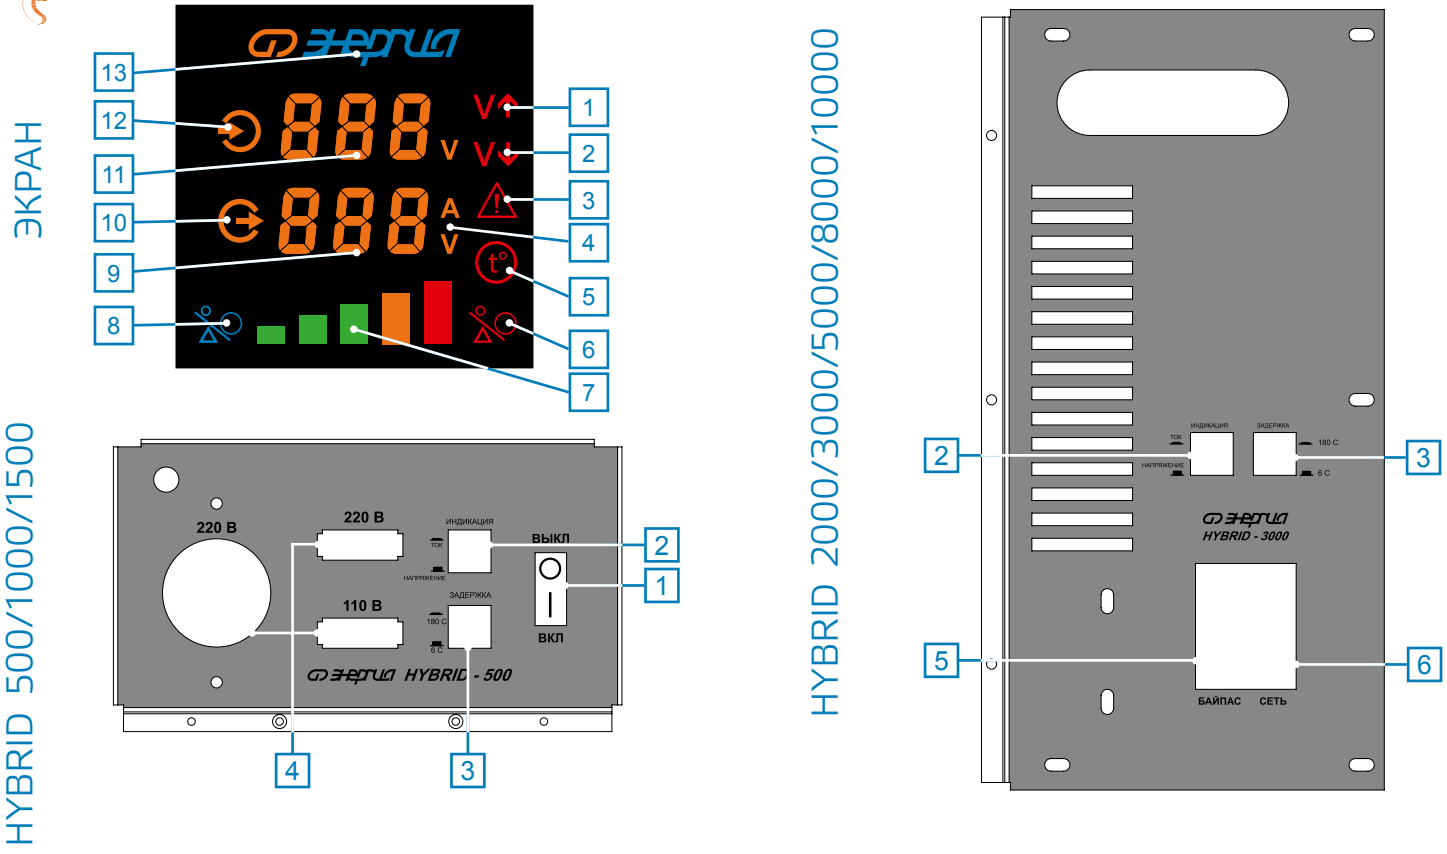 ЭКРАН
энергия
13
12
11
10
9
8
888
V
888
A
V
V
V
!
t°
1
2
3
4
5
6
7
HYBRID 500/1000/1500
220 В
220 В
110 В
ИНДИКАЦИЯ
ТОК
НАПРЯЖЕНИЕ
ЗАДЕРЖКА
180 С
6 С
ВЫКЛ
ВКЛ
энергия HYBRID - 500
2
1
4
3
HYBRID 2000/3000/5000/8000/10000
ИНДИКАЦИЯ
ЗАДЕРЖКА
ТОК
180 С
НАПРЯЖЕНИЕ
6 С
2
3
энергия
HYBRID - 3000
5
6
БАЙПАС СЕТЬ